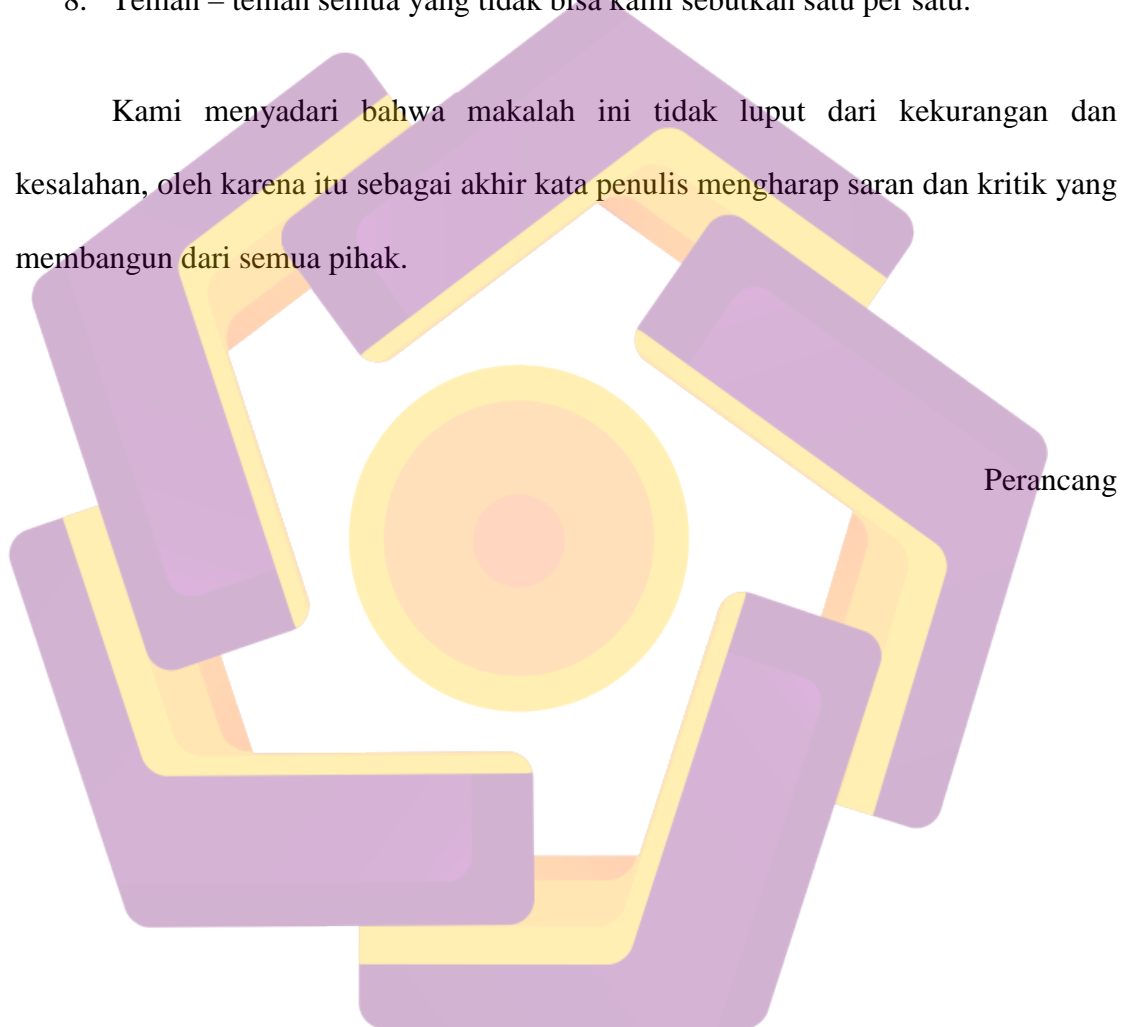 8. Teman – teman semua yang tidak bisa kami sebutkan satu per satu.
Kami menyadari bahwa makalah ini tidak luput dari kekurangan dan
kesalahan, oleh karena itu sebagai akhir kata penulis mengharap saran dan kritik yang
membangun dari semua pihak.
Perancang